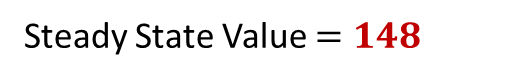 Steady State Value = 148